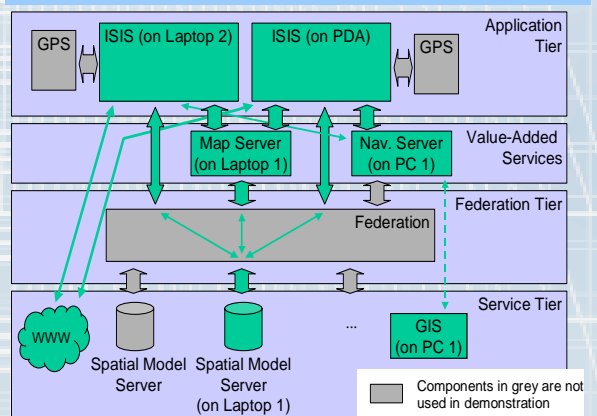 Application
Tier
GPS
ISIS (on Laptop 2)
ISIS (on PDA)
GPS
Value-Added
Services
Map Server
(on Laptop 1)
Nav. Server
(on PC 1)
Federation Tier
Federation
Service Tier
WWW
Spatial Model
Server
Spatial Model
Server
(on Laptop 1)
...
GIS
(on PC 1)
Components in grey are not
used in demonstration